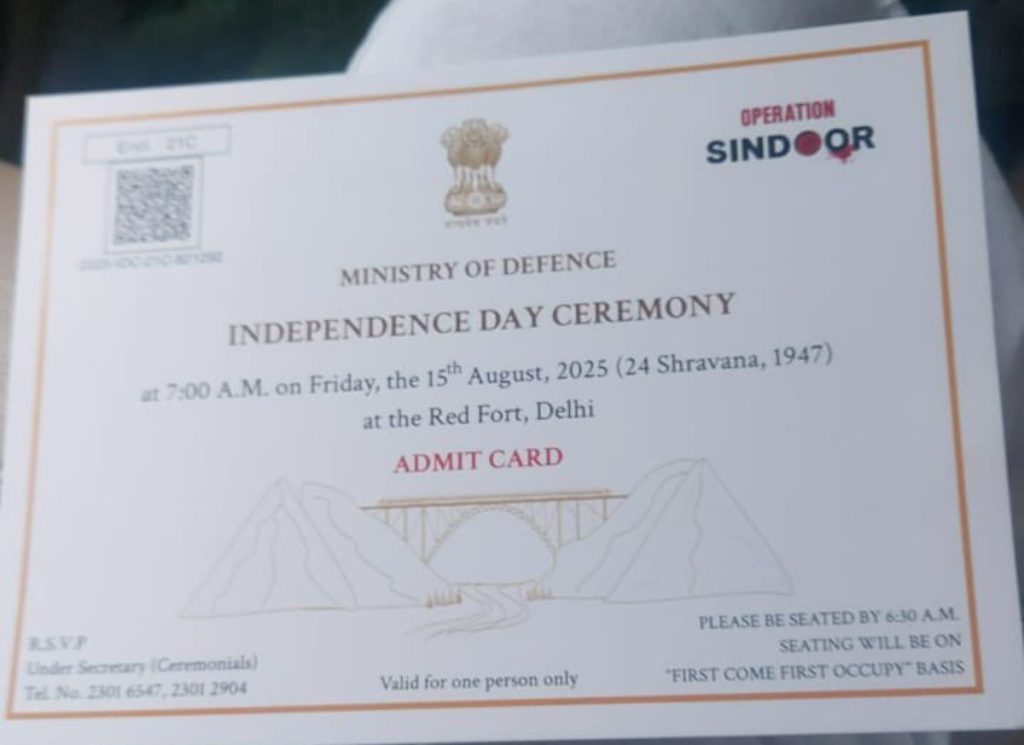 Encl. 21C
OPERATION
SINDOOR
MINISTRY OF DEFENCE
INDEPENDENCE DAY CEREMONY
at 7:00 A.M. on Friday, the 15th August, 2025 (24 Shravana, 1947)
at the Red Fort, Delhi
ADMIT CARD
R.S.V.P
Under Secretary (Ceremonials)
Tel. No. 2301 6547, 2301 2904
Valid for one person only
PLEASE BE SEATED BY 6:30 A.M.
SEATING WILL BE ON
"FIRST COME FIRST OCCUPY" BASIS